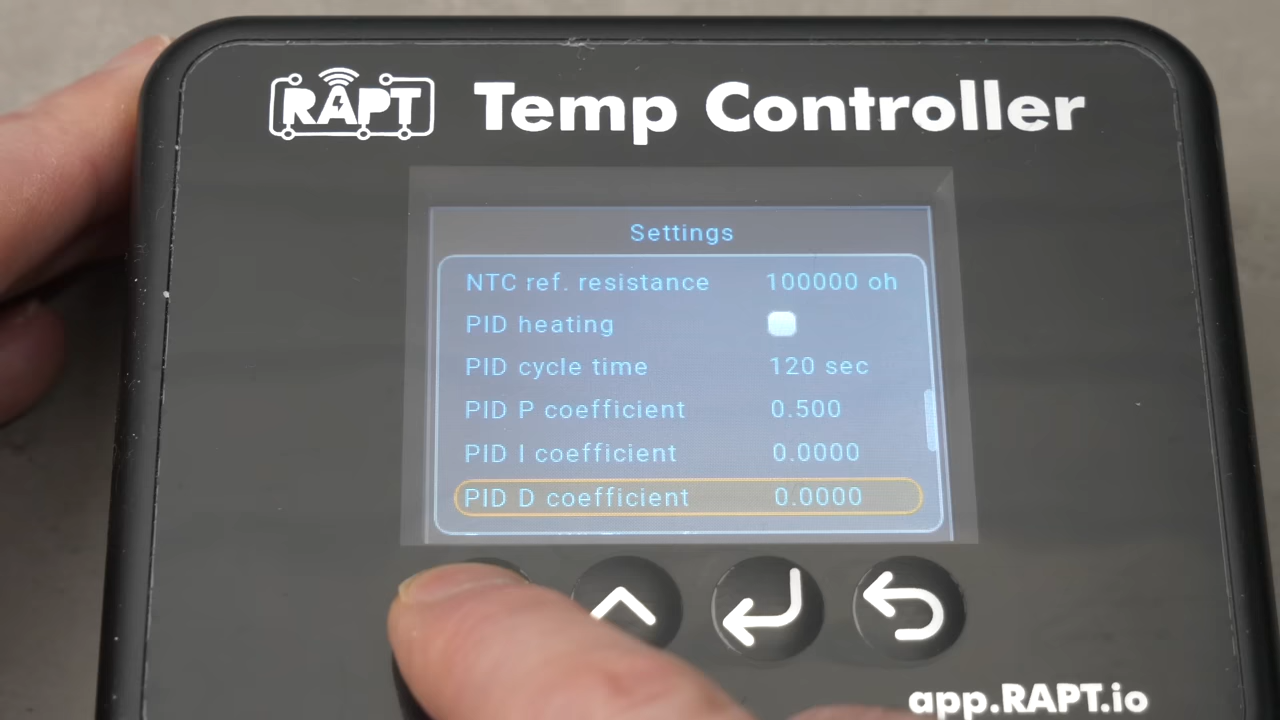 RAPT Temp Controller
Settings
NTC ref. resistance 100000 oh
PID heating
PID cycle time 120 sec
PID P coefficient 0.500
PID I coefficient 0.0000
PID D coefficient 0.0000
app.RAPT.io